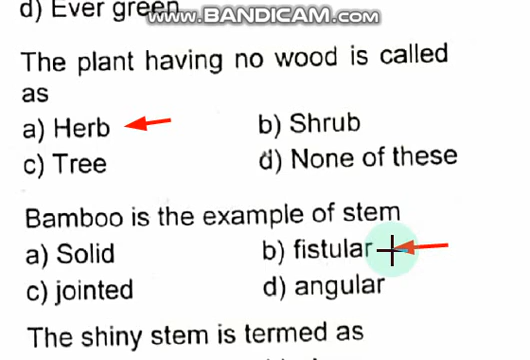 d) Ever green
www.BANDICAM.com
The plant having no wood is called
as
a) Herb b) Shrub
c) Tree d) None of these
Bamboo is the example of stem
a) Solid b) fistular
c) jointed d) angular
The shiny stem is termed as